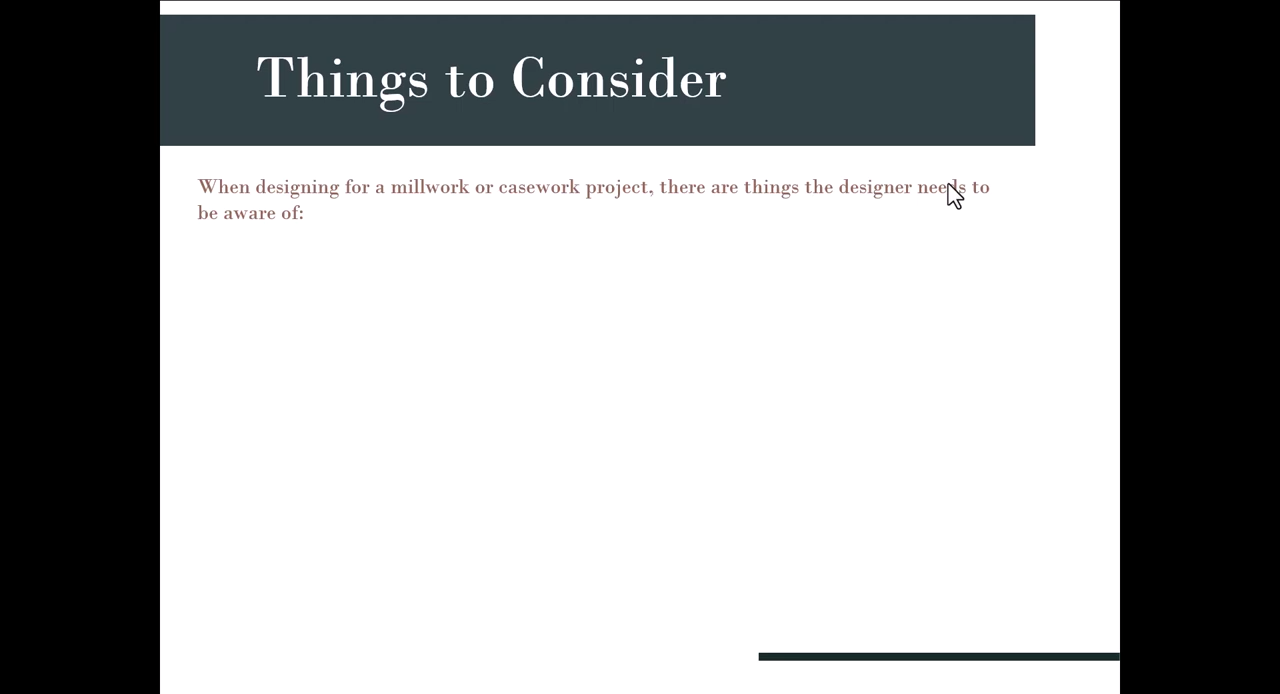 Things to Consider
When designing for a millwork or casework project, there are things the designer needs to
be aware of: